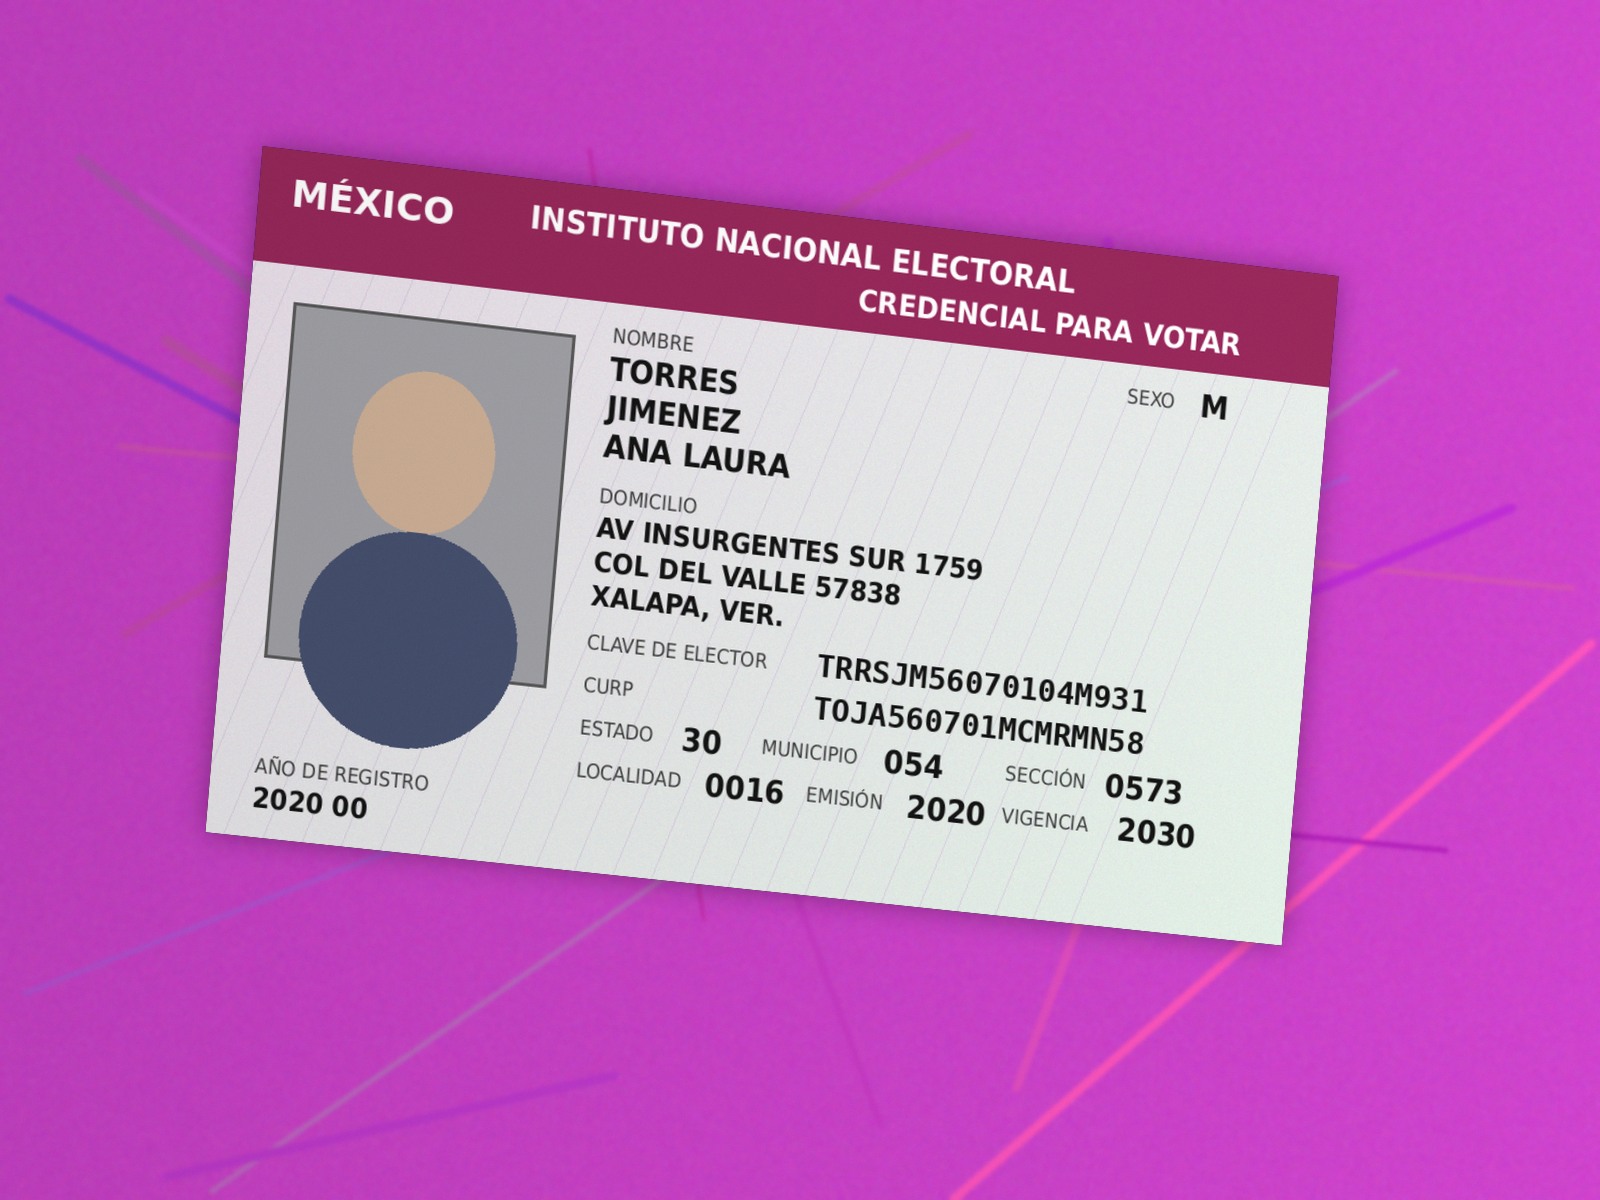 MÉXICO
INSTITUTO NACIONAL ELECTORAL
CREDENCIAL PARA VOTAR
NOMBRE
TORRES
JIMENEZ
ANA LAURA
SEXO M
DOMICILIO
AV INSURGENTES SUR 1759
COL DEL VALLE 57838
XALAPA, VER.
CLAVE DE ELECTOR TRRSJM56070104M931
CURP TOJA560701MCMRMN58
ESTADO 30 MUNICIPIO 054 SECCIÓN 0573
LOCALIDAD 0016 EMISIÓN 2020 VIGENCIA 2030
AÑO DE REGISTRO
2020 00